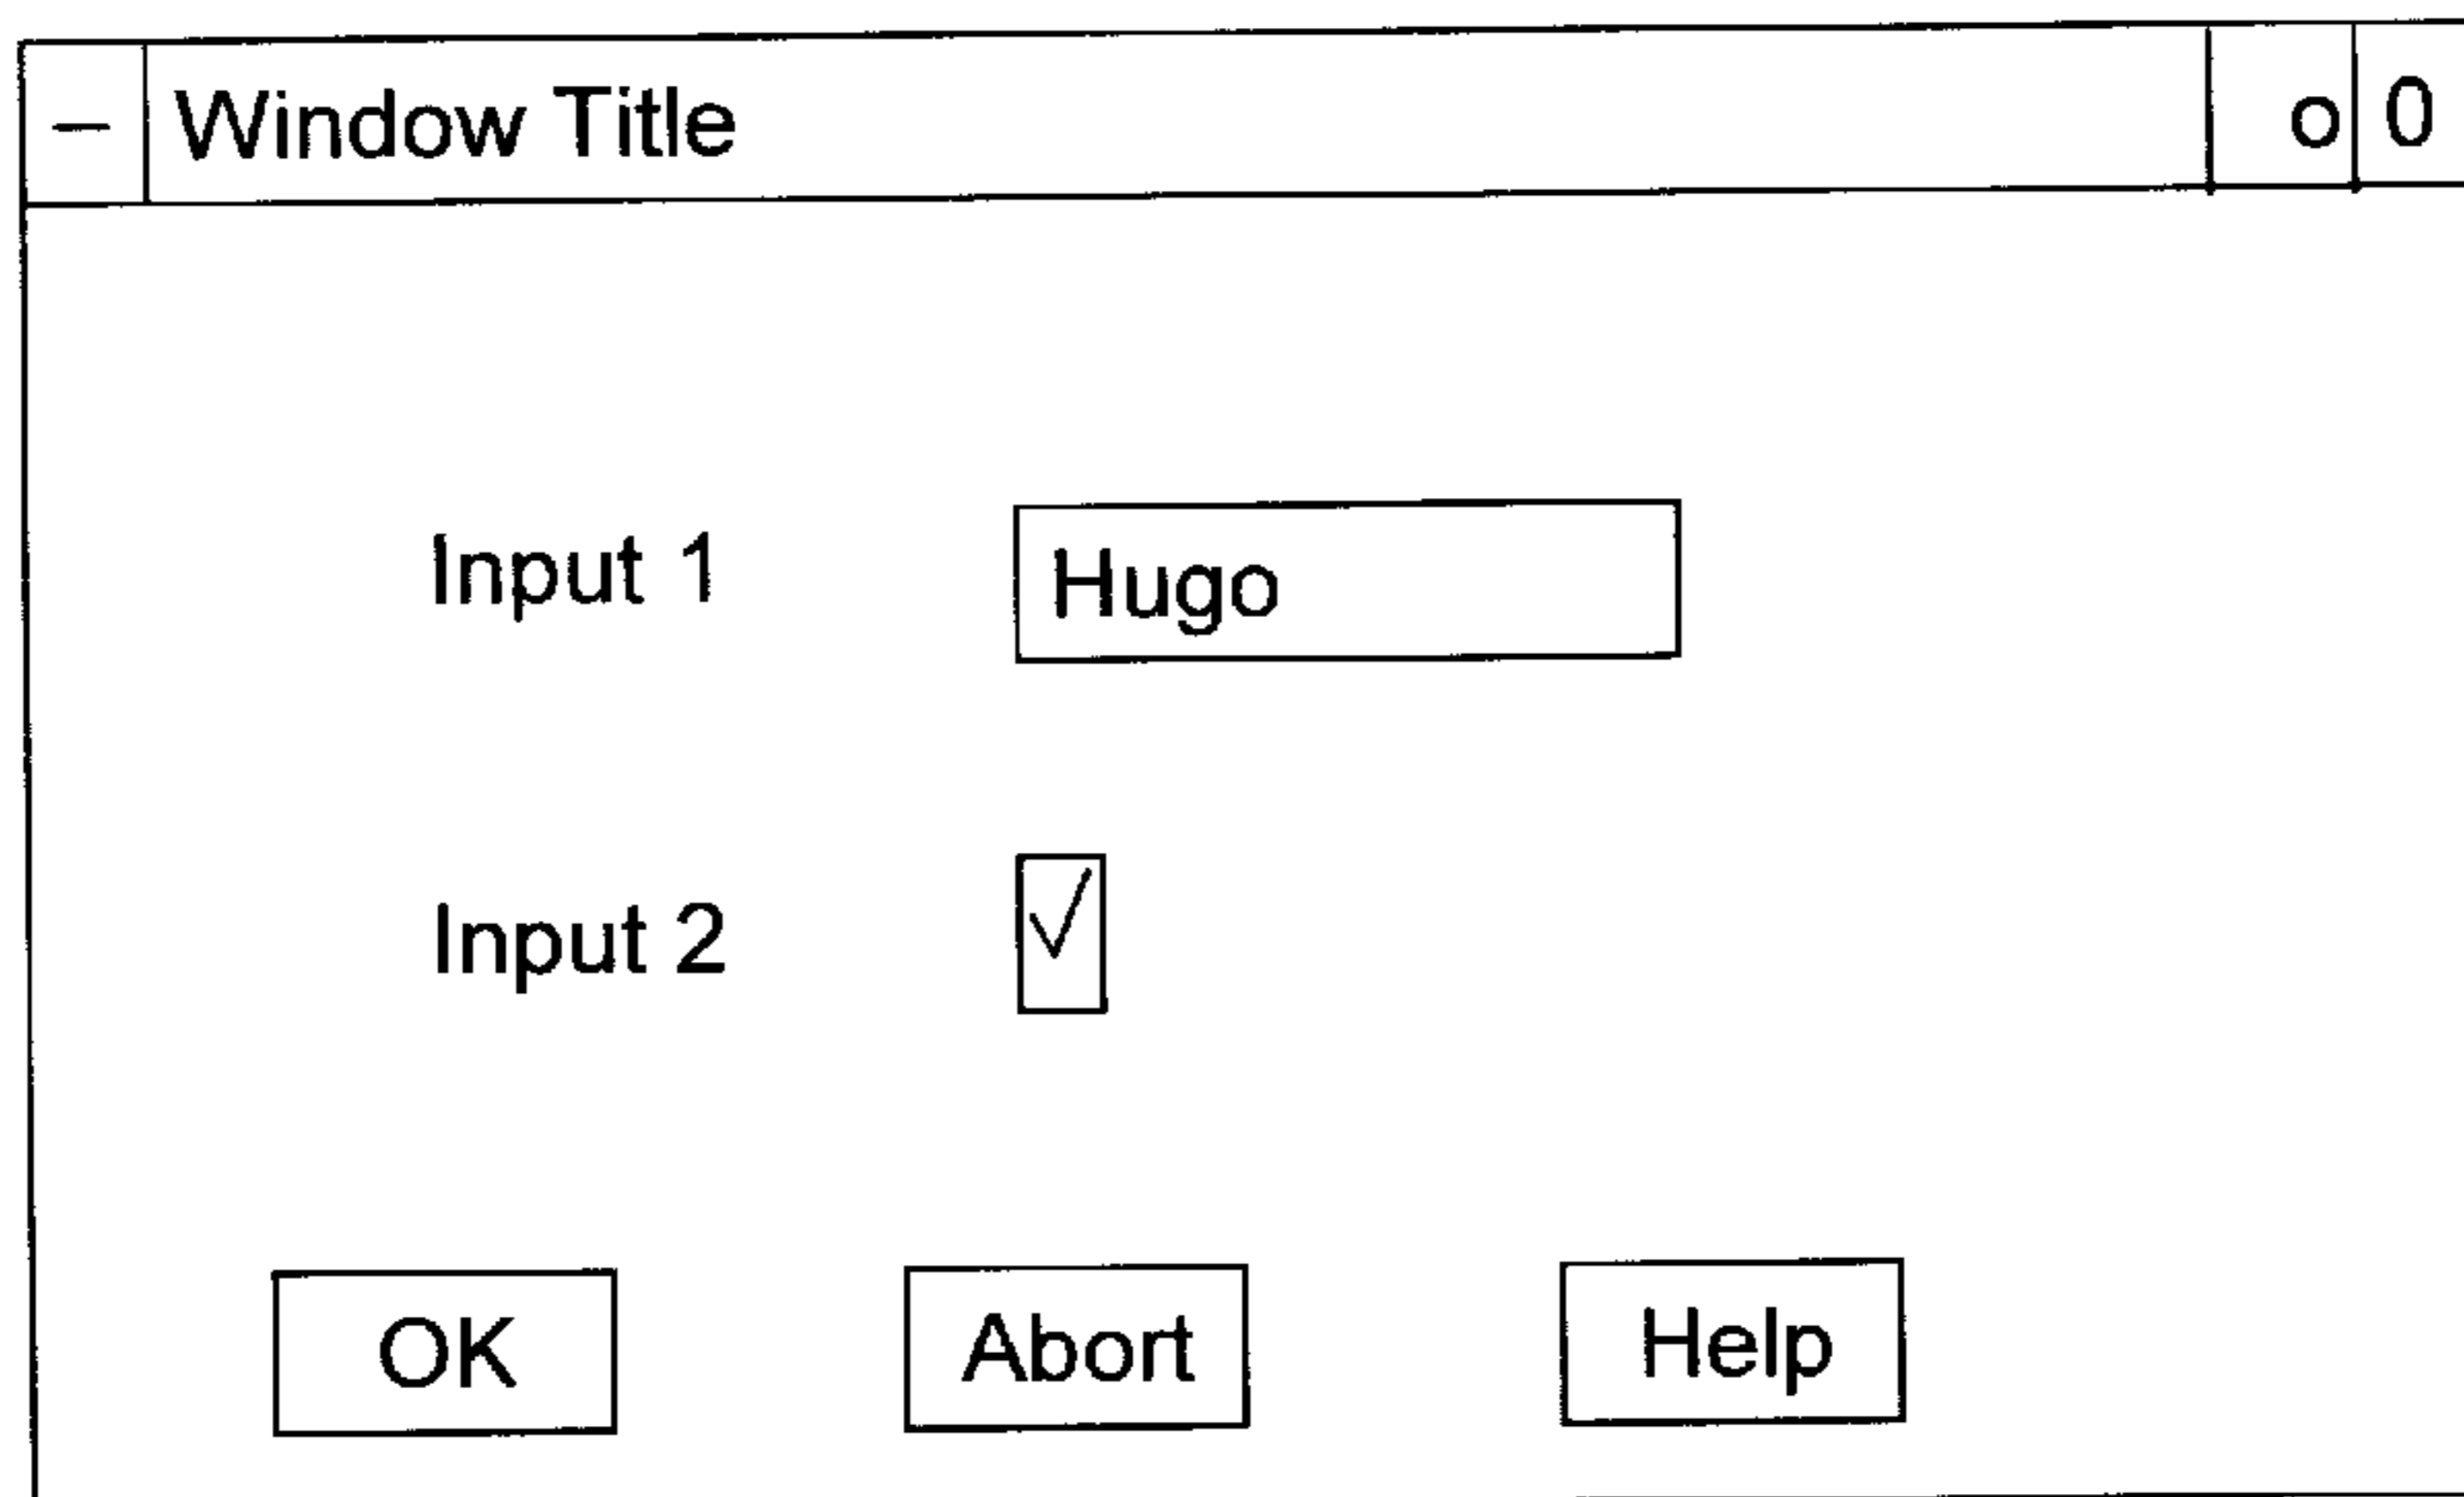 — Window Title o 0
Input 1 Hugo
Input 2 ✓
OK Abort Help